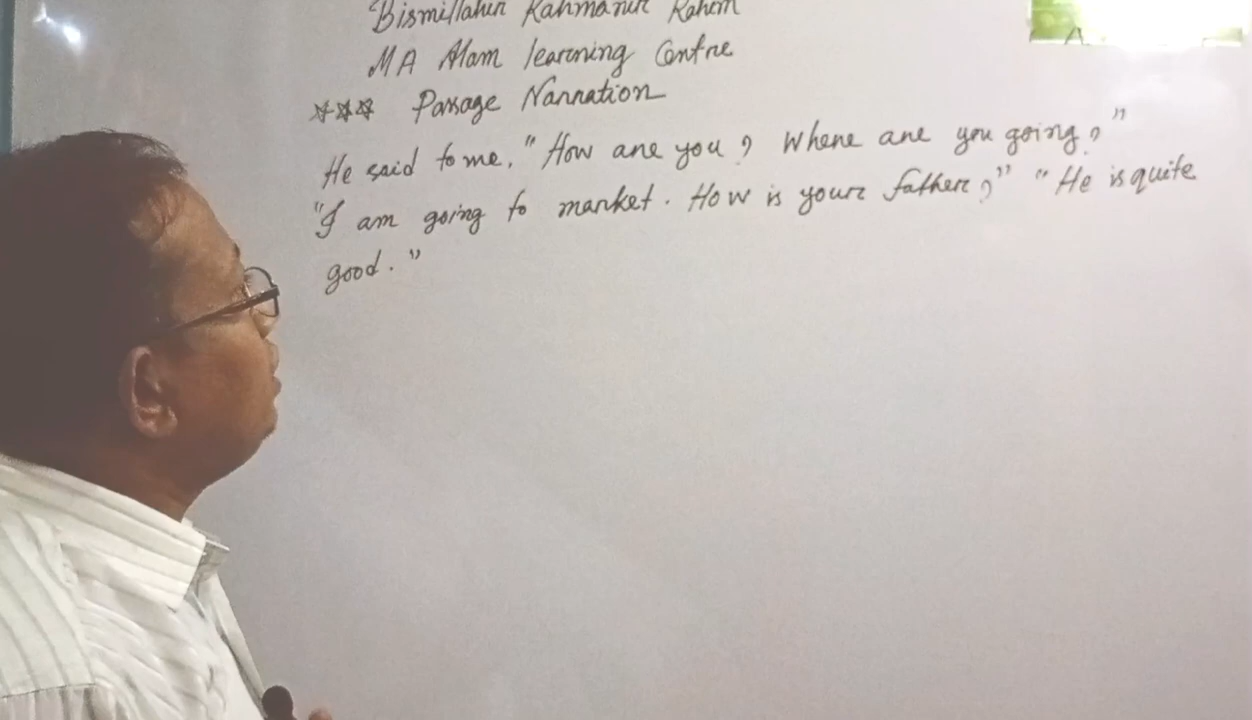 Bismillahir Rahmanir Rahim
MA Alam learning Centre
*** Passage Narration
He said to me, "How are you? Where are you going?"
"I am going to market. How is your father?" "He is quite
good."